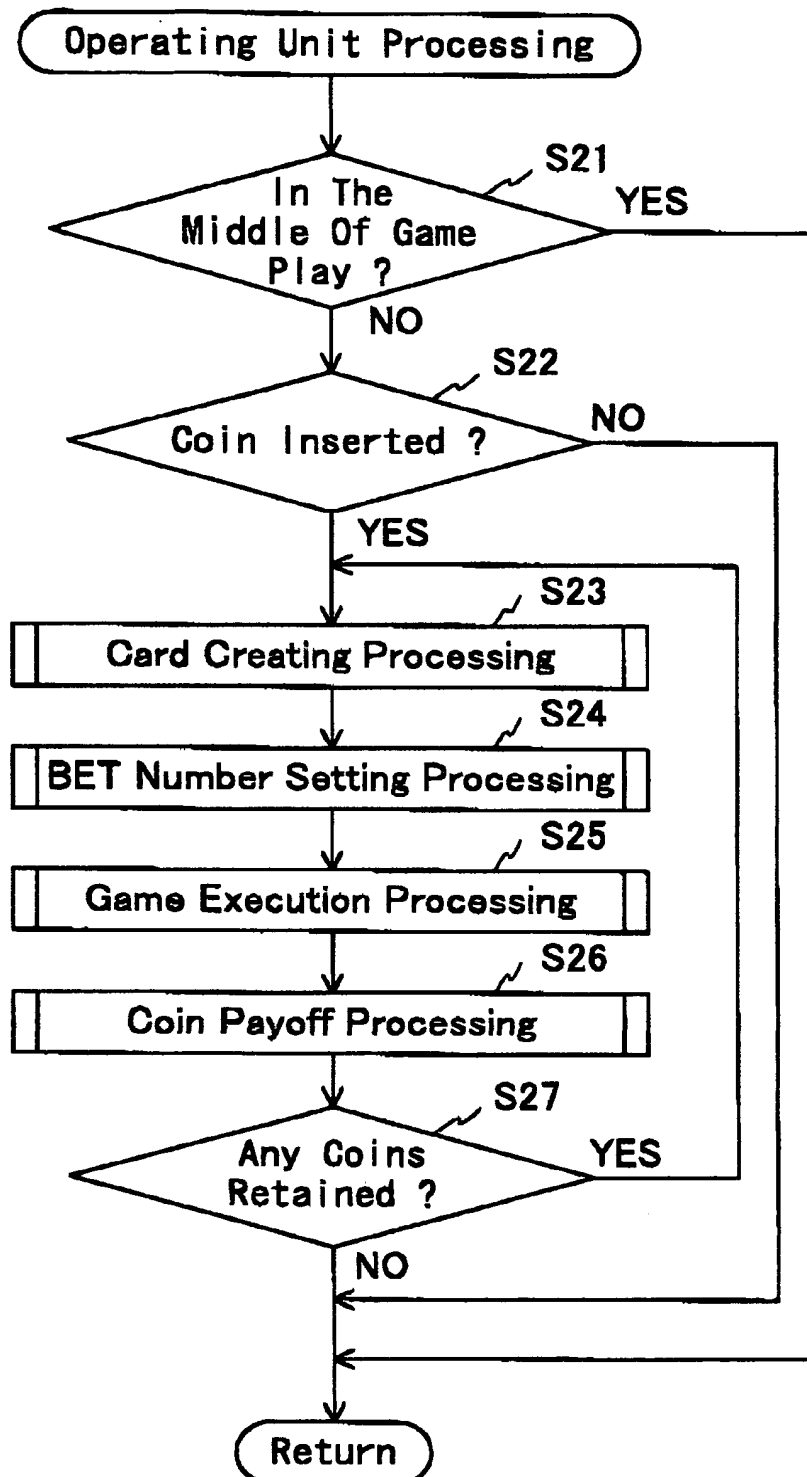 Operating Unit Processing
S21
In The
Middle Of Game
Play ?
YES
NO
S22
Coin Inserted ?
NO
YES
S23
Card Creating Processing
S24
BET Number Setting Processing
S25
Game Execution Processing
S26
Coin Payoff Processing
S27
Any Coins
Retained ?
YES
NO
Return